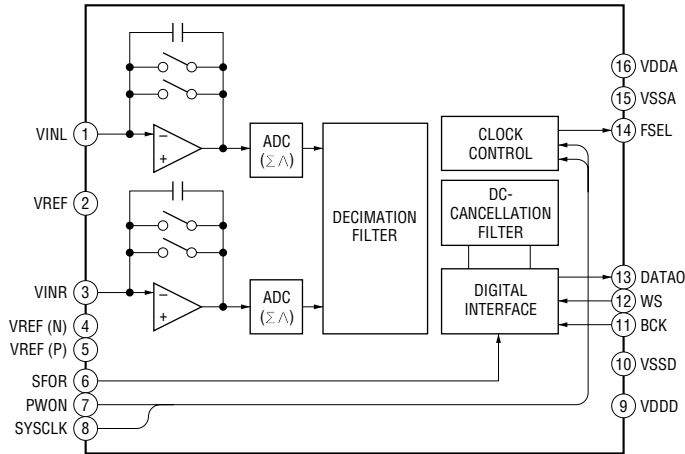 VINL
1
VREF
2
VINR
3
VREF (N)
4
VREF (P)
5
SFOR
6
PWON
7
SYSCLK
8
−
+
ADC
(ΣΛ)
−
+
ADC
(ΣΛ)
DECIMATION
FILTER
CLOCK
CONTROL
DC-
CANCELLATION
FILTER
DIGITAL
INTERFACE
16 VDDA
15 VSSA
14 FSEL
13 DATAO
12 WS
11 BCK
10 VSSD
9 VDDD